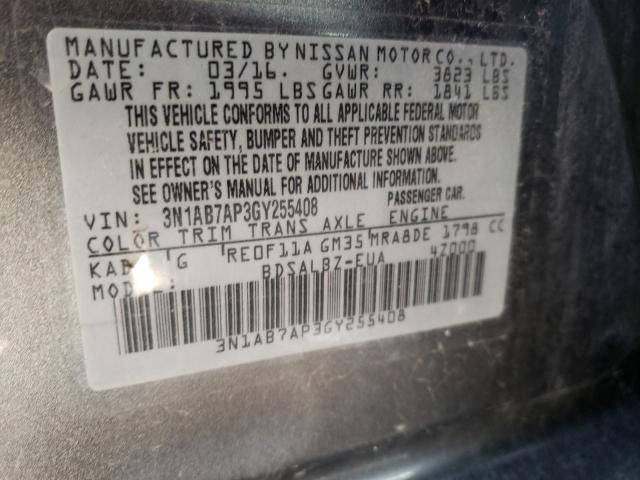 MANUFACTURED BY NISSAN MOTOR CO., LTD.
DATE: 03/16. GVWR: 3623 LBS
GAWR FR: 1995 LBS GAWR RR: 1841 LBS
THIS VEHICLE CONFORMS TO ALL APPLICABLE FEDERAL MOTOR
VEHICLE SAFETY, BUMPER AND THEFT PREVENTION STANDARDS
IN EFFECT ON THE DATE OF MANUFACTURE SHOWN ABOVE.
SEE OWNER'S MANUAL FOR ADDITIONAL INFORMATION.
VIN: 3N1AB7AP3GY255408 PASSENGER CAR.
COLOR TRIM TRANS AXLE ENGINE
G RE0F11A GM35 MRA8DE 1798 CC
MODEL: BDSALBZ-EUA 47000
3N1AB7AP3GY255408